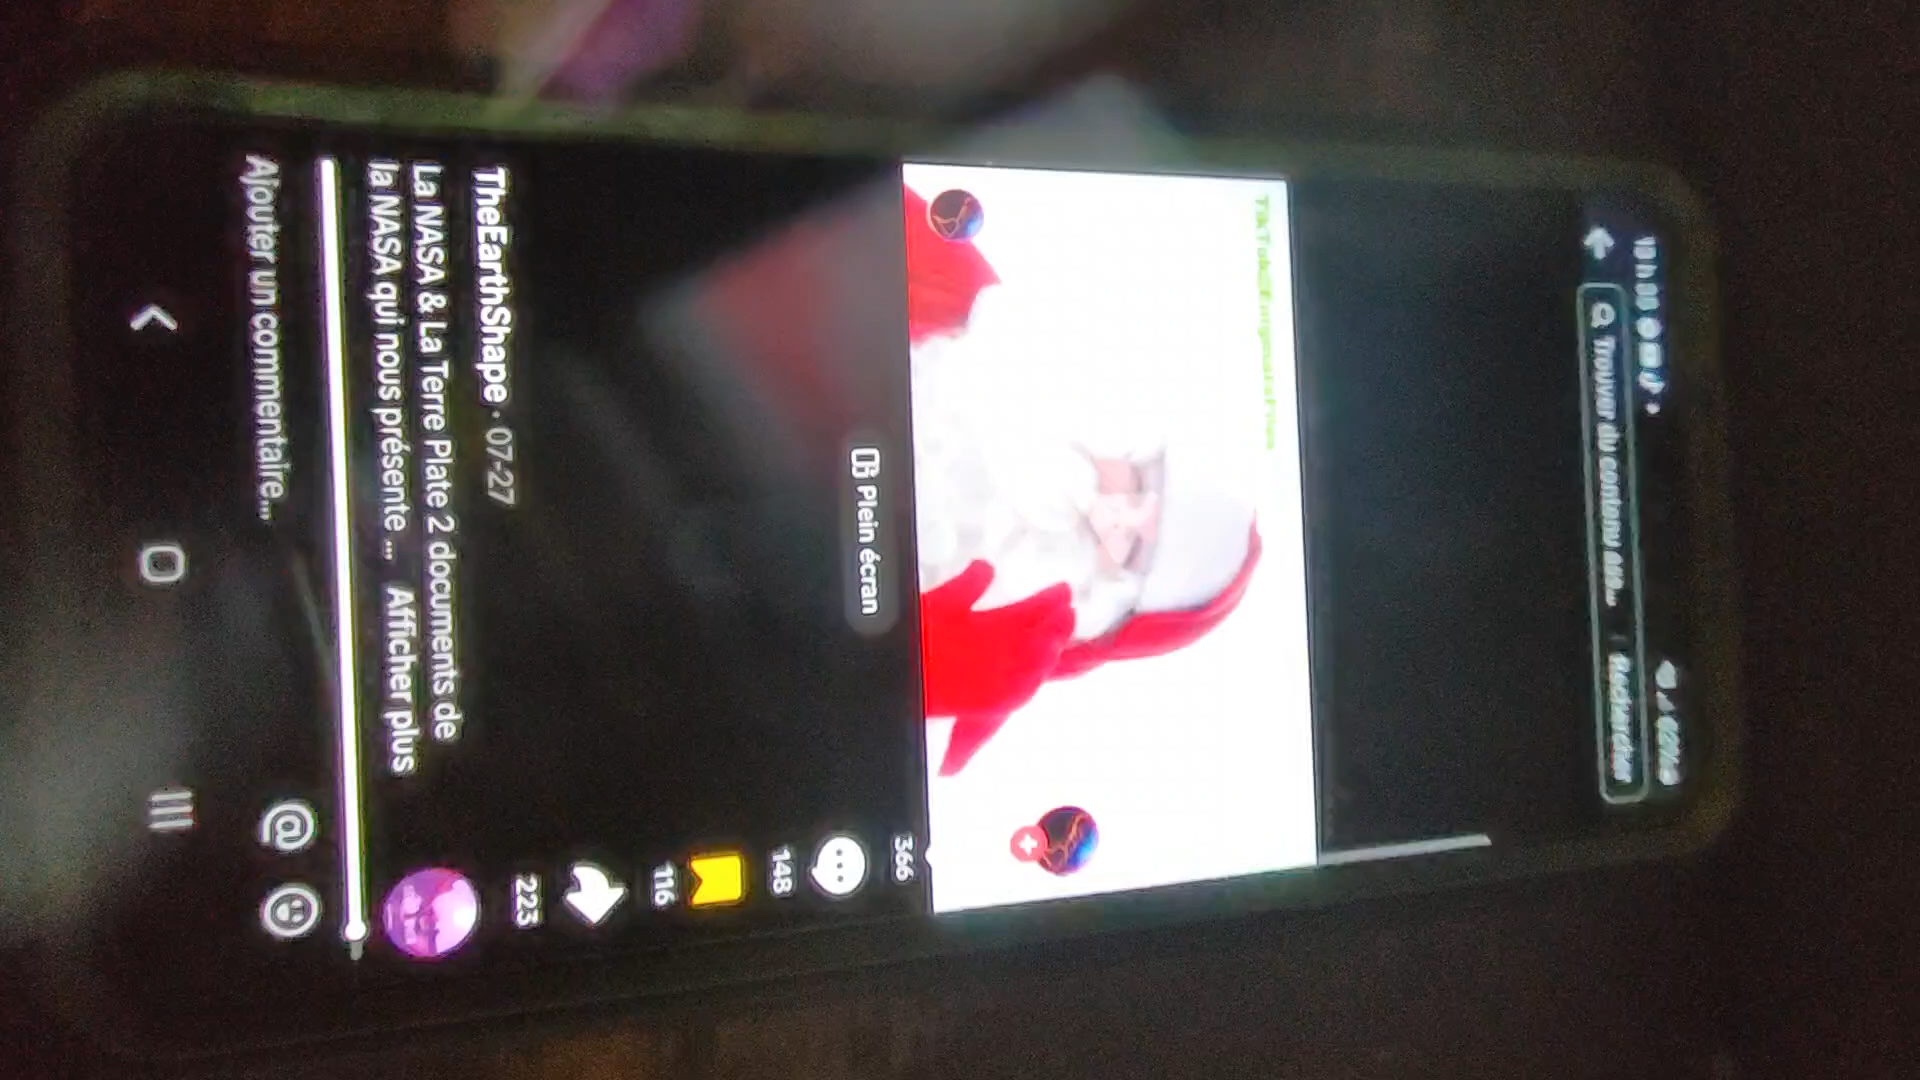 Trouver du contenu
Rechercher
Plein écran
366
148
116
223
TheEarthShape · 07-27
La NASA & La Terre Plate 2 documents de
la NASA qui nous présente ... Afficher plus
Ajouter un commentaire...